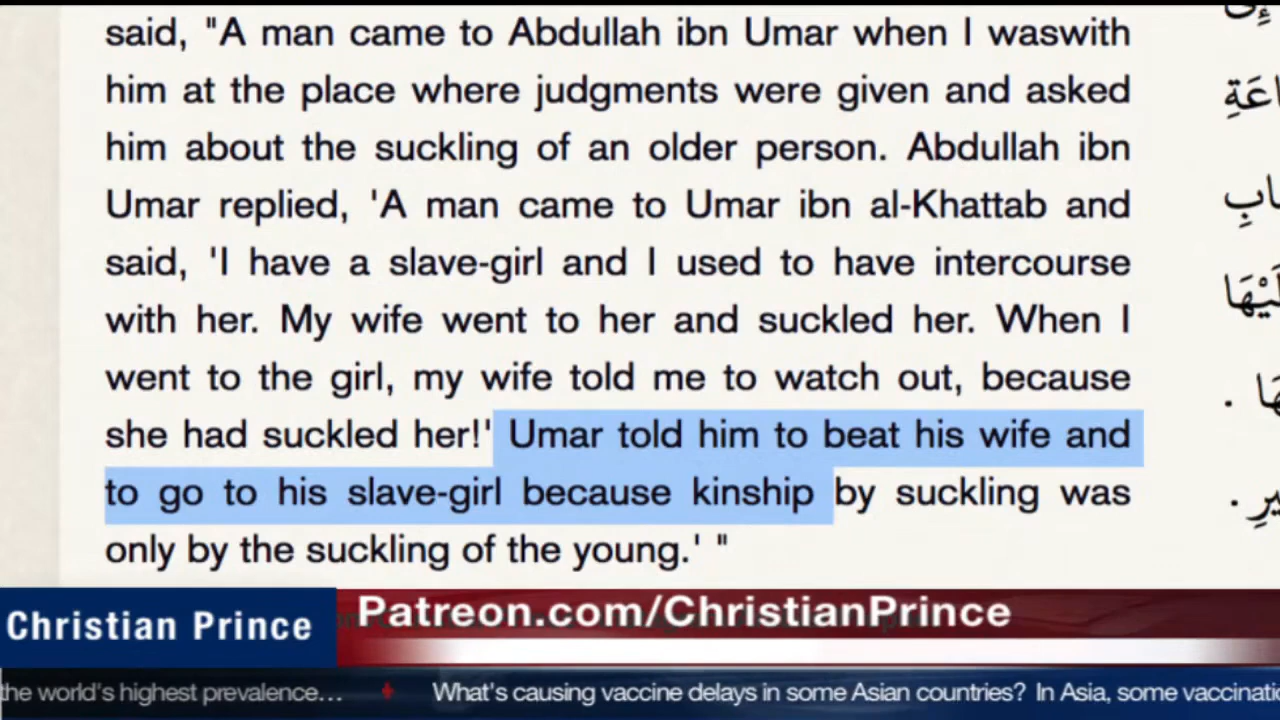 said, "A man came to Abdullah ibn Umar when I waswith
him at the place where judgments were given and asked
him about the suckling of an older person. Abdullah ibn
Umar replied, 'A man came to Umar ibn al-Khattab and
said, 'I have a slave-girl and I used to have intercourse
with her. My wife went to her and suckled her. When I
went to the girl, my wife told me to watch out, because
she had suckled her!' Umar told him to beat his wife and
to go to his slave-girl because kinship by suckling was
only by the suckling of the young.' "
Christian Prince
Patreon.com/ChristianPrince
the world's highest prevalence… What's causing vaccine delays in some Asian countries? In Asia, some